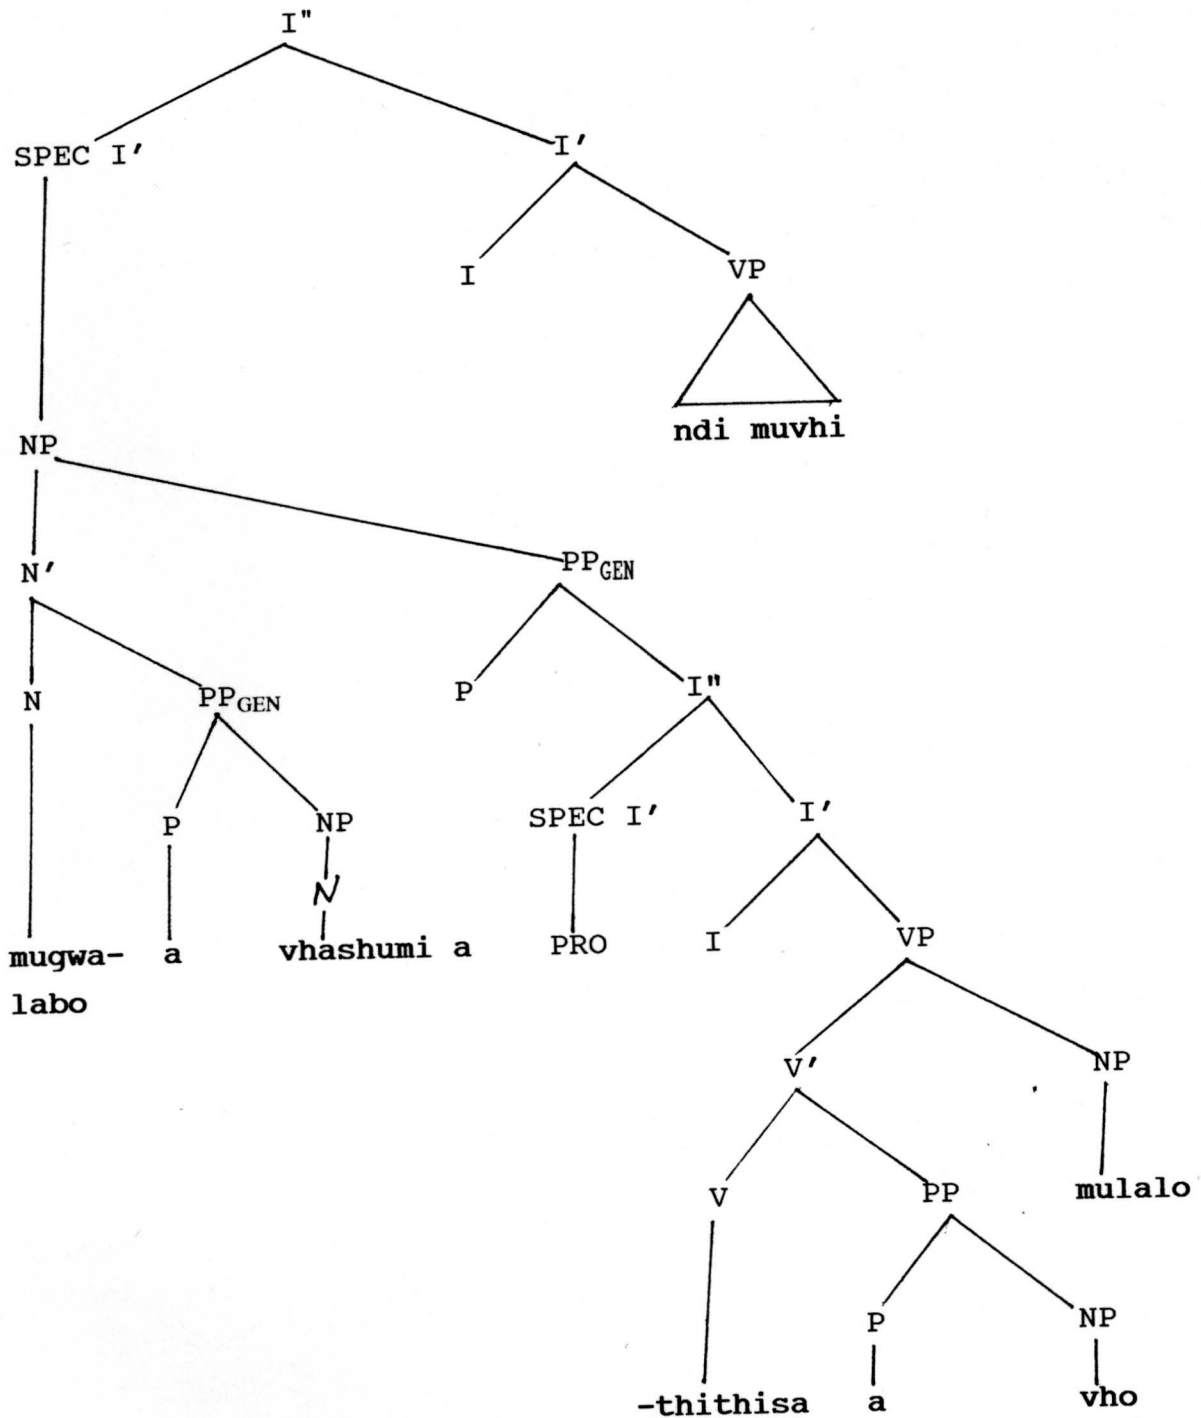 I"
SPEC I' I'
I VP
ndi muvhi
NP
N' PPGEN
N PPGEN P I"
P NP SPEC I' I'
N
mugwa- a vhashumi a PRO I VP
labo
V' NP
V PP mulalo
P NP
-thithisa a vho